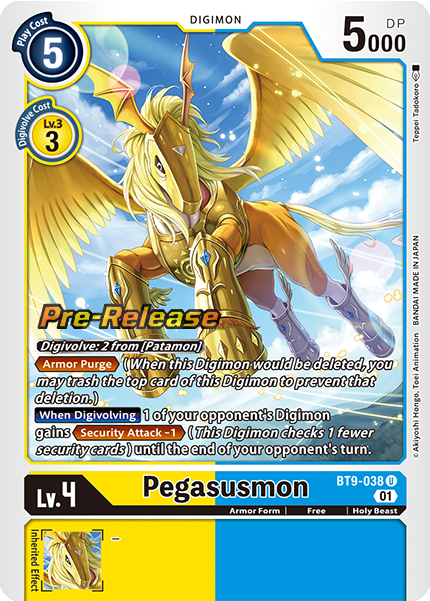 Play Cost
5
DIGIMON
DP
5000
Digivolve Cost
Lv.3
3
Teppei Tadokoro
Pre-Release
Digivolve: 2 from [Patamon]
Armor Purge (When this Digimon would be deleted, you
may trash the top card of this Digimon to prevent that
deletion.)
When Digivolving 1 of your opponent's Digimon
gains Security Attack -1 (This Digimon checks 1 fewer
security cards) until the end of your opponent's turn.
© Akiyoshi Hongo, Toei Animation BANDAI MADE IN JAPAN
Lv.4
Pegasusmon
BT9-038 U
01
Armor Form | Free | Holy Beast
Inherited Effect
–